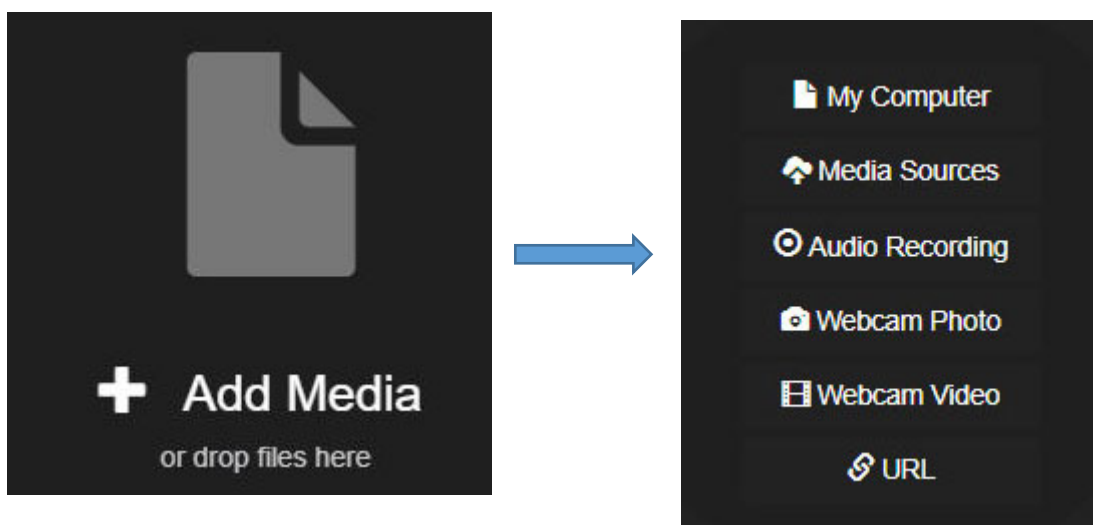 Add Media
or drop files here
My Computer
Media Sources
Audio Recording
Webcam Photo
Webcam Video
URL